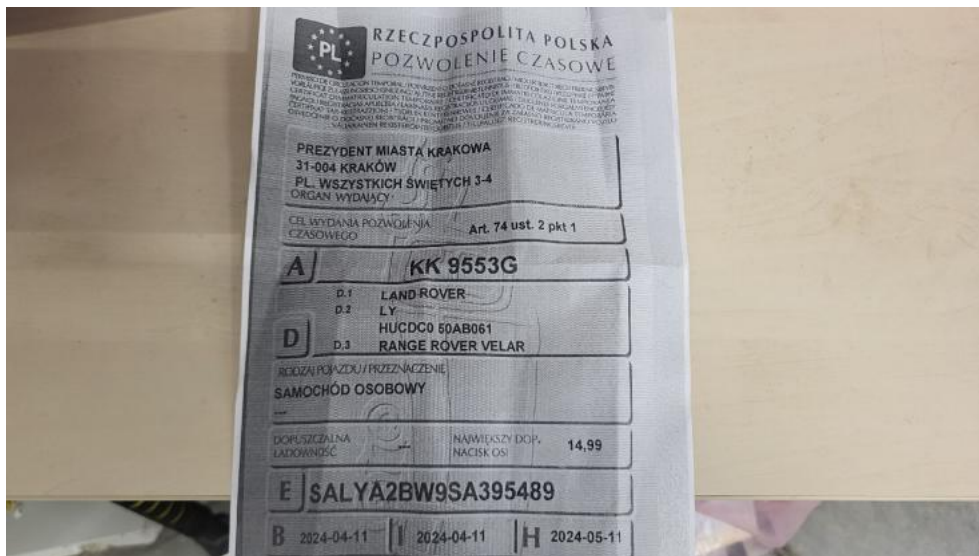 PL
RZECZPOSPOLITA POLSKA
POZWOLENIE CZASOWE
PREZYDENT MIASTA KRAKOWA
31-004 KRAKÓW
PL. WSZYSTKICH ŚWIĘTYCH 3-4
ORGAN WYDAJĄCY
CEL WYDANIA POZWOLENIA Art. 74 ust. 2 pkt 1
CZASOWEGO
A KK 9553G
D.1 LAND ROVER
D.2 LY
HUCDC0 50AB061
D D.3 RANGE ROVER VELAR
RODZAJ POJAZDU / PRZEZNACZENIE
SAMOCHÓD OSOBOWY
---
DOPUSZCZALNA --- NAJWIĘKSZY DOP. 14,99
ŁADOWNOŚĆ NACISK OSI
E SALYA2BW9SA395489
B 2024-04-11 I 2024-04-11 H 2024-05-11